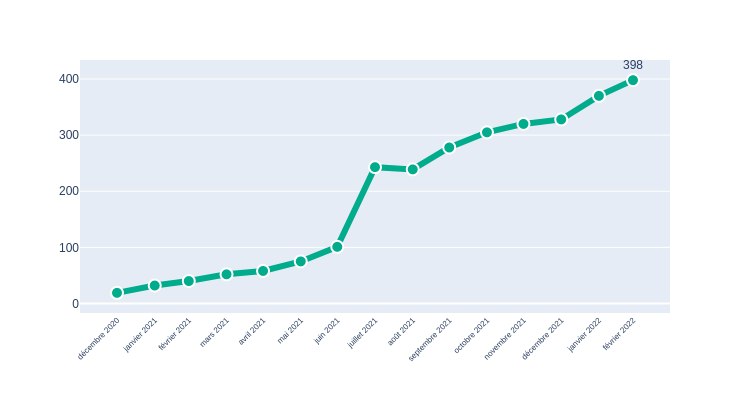 398
400
300
200
100
0
décembre 2020
janvier 2021
février 2021
mars 2021
avril 2021
mai 2021
juin 2021
juillet 2021
août 2021
septembre 2021
octobre 2021
novembre 2021
décembre 2021
janvier 2022
février 2022